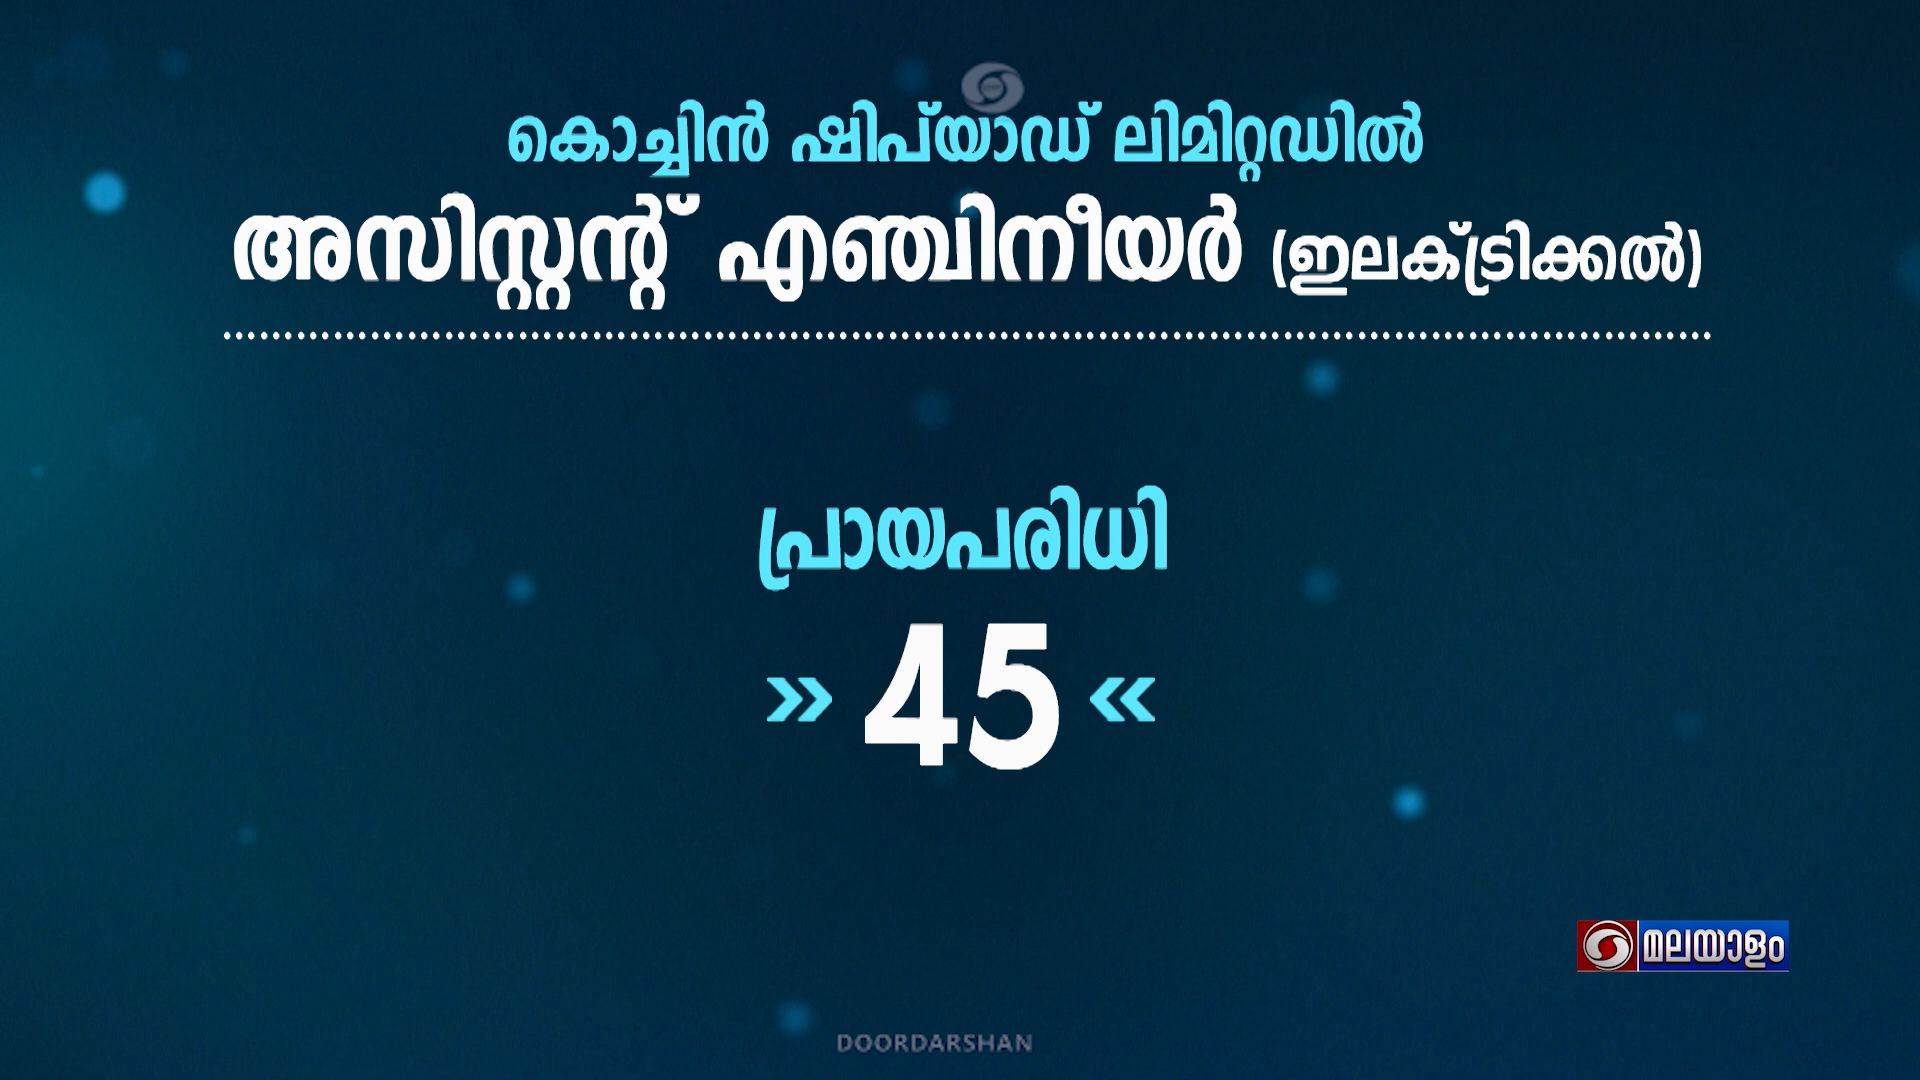 കൊച്ചിൻ ഷിപ്‌യാഡ് ലിമിറ്റഡിൽ
അസിസ്റ്റന്റ് എഞ്ചിനീയർ (ഇലക്ട്രിക്കൽ)
പ്രായപരിധി
» 45 «
മലയാളം
DOORDARSHAN